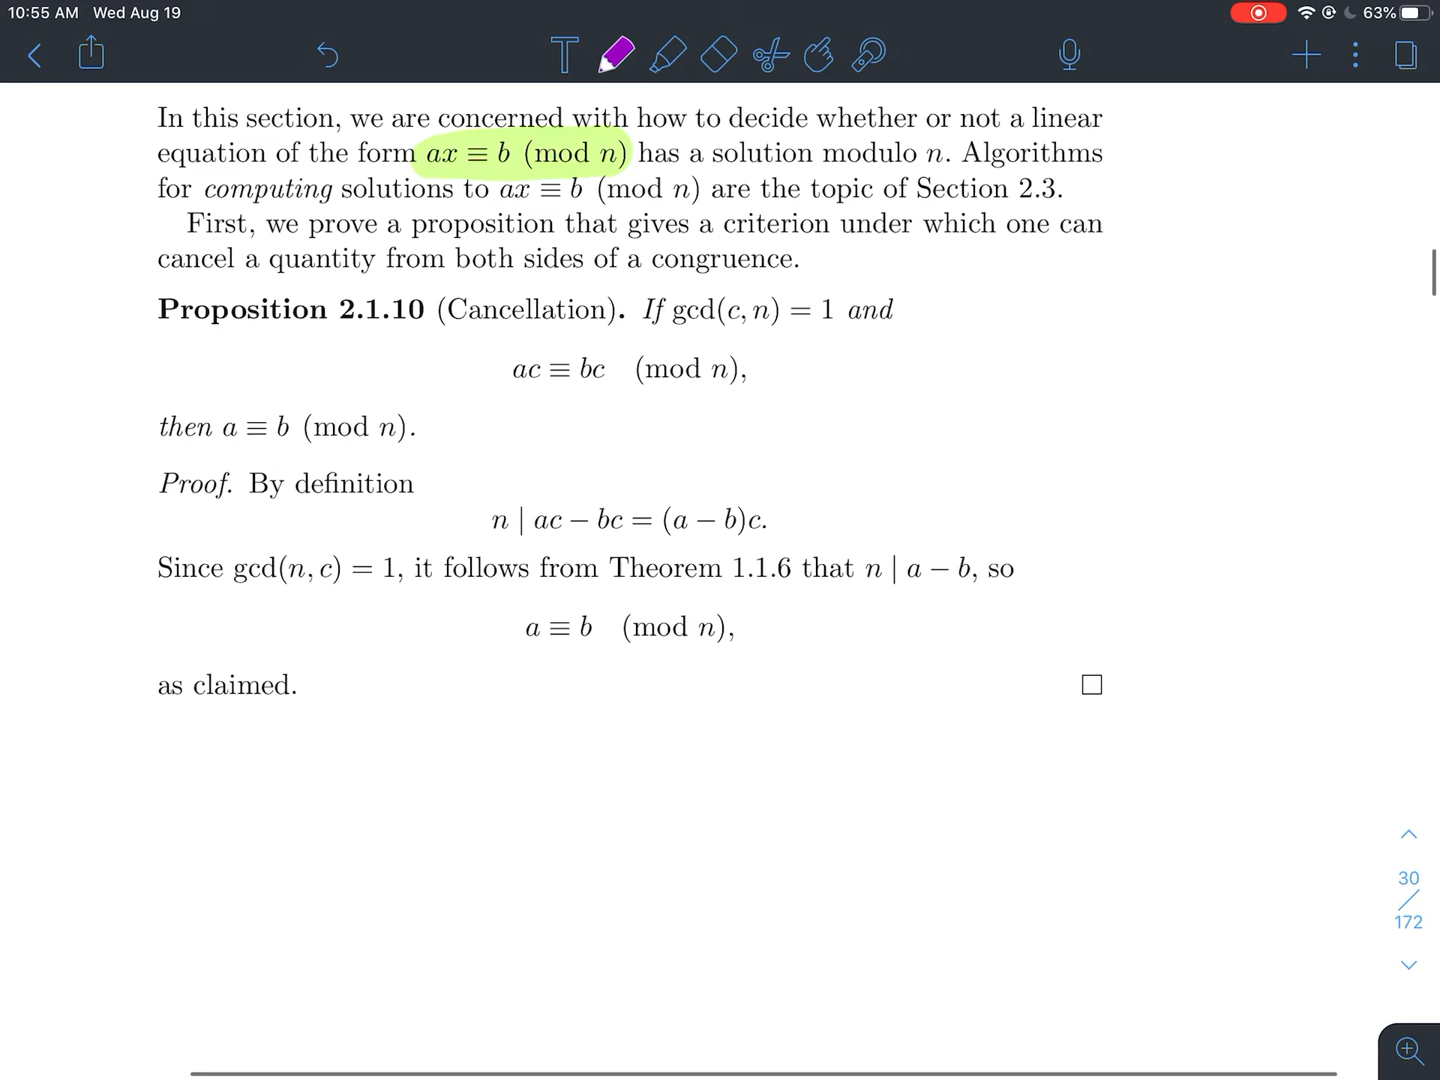 10:55 AM Wed Aug 19
63%
In this section, we are concerned with how to decide whether or not a linear
equation of the form ax ≡ b (mod n) has a solution modulo n. Algorithms
for computing solutions to ax ≡ b (mod n) are the topic of Section 2.3.
First, we prove a proposition that gives a criterion under which one can
cancel a quantity from both sides of a congruence.
Proposition 2.1.10 (Cancellation). If gcd(c, n) = 1 and
ac ≡ bc (mod n),
then a ≡ b (mod n).
Proof. By definition
n | ac − bc = (a − b)c.
Since gcd(n, c) = 1, it follows from Theorem 1.1.6 that n | a − b, so
a ≡ b (mod n),
as claimed.
30
/
172